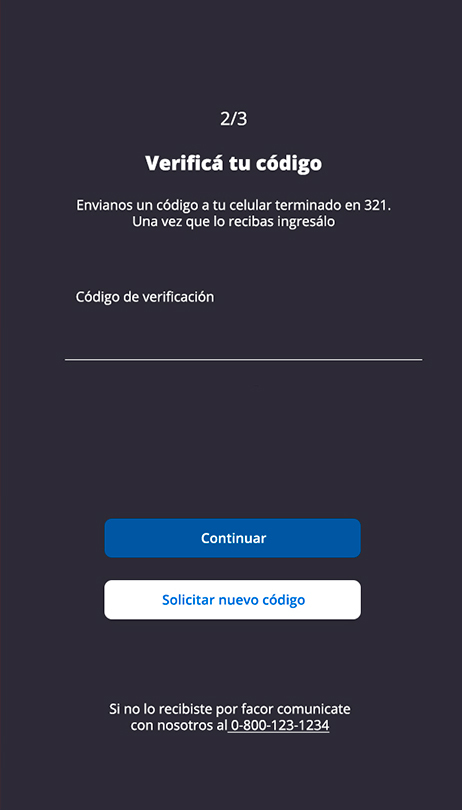 2/3
Verificá tu código
Envianos un código a tu celular terminado en 321.
Una vez que lo recibas ingresálo
Código de verificación
Continuar
Solicitar nuevo código
Si no lo recibiste por facor comunicate
con nosotros al 0-800-123-1234